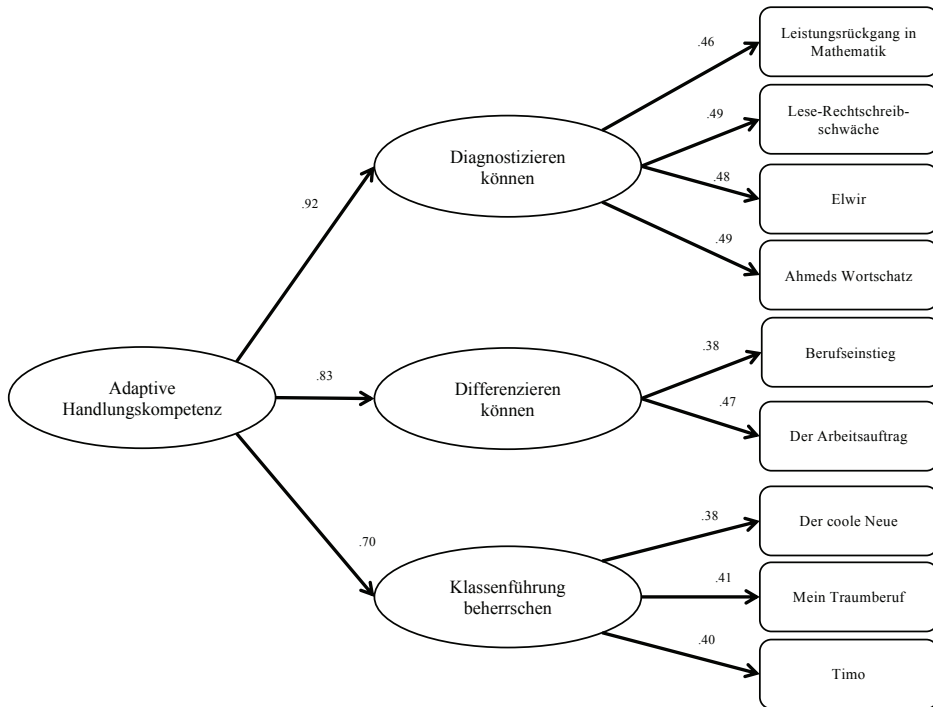 .46
Leistungsrückgang in
Mathematik
.49
Lese-Rechtschreib-
schwäche
Diagnostizieren
können
.48
Elwir
.92
.49
Ahmeds Wortschatz
.38
Berufseinstieg
.83
Adaptive
Handlungskompetenz
Differenzieren
können
.47
Der Arbeitsauftrag
.38
Der coole Neue
.70
.41
Klassenführung
beherrschen
Mein Traumberuf
.40
Timo